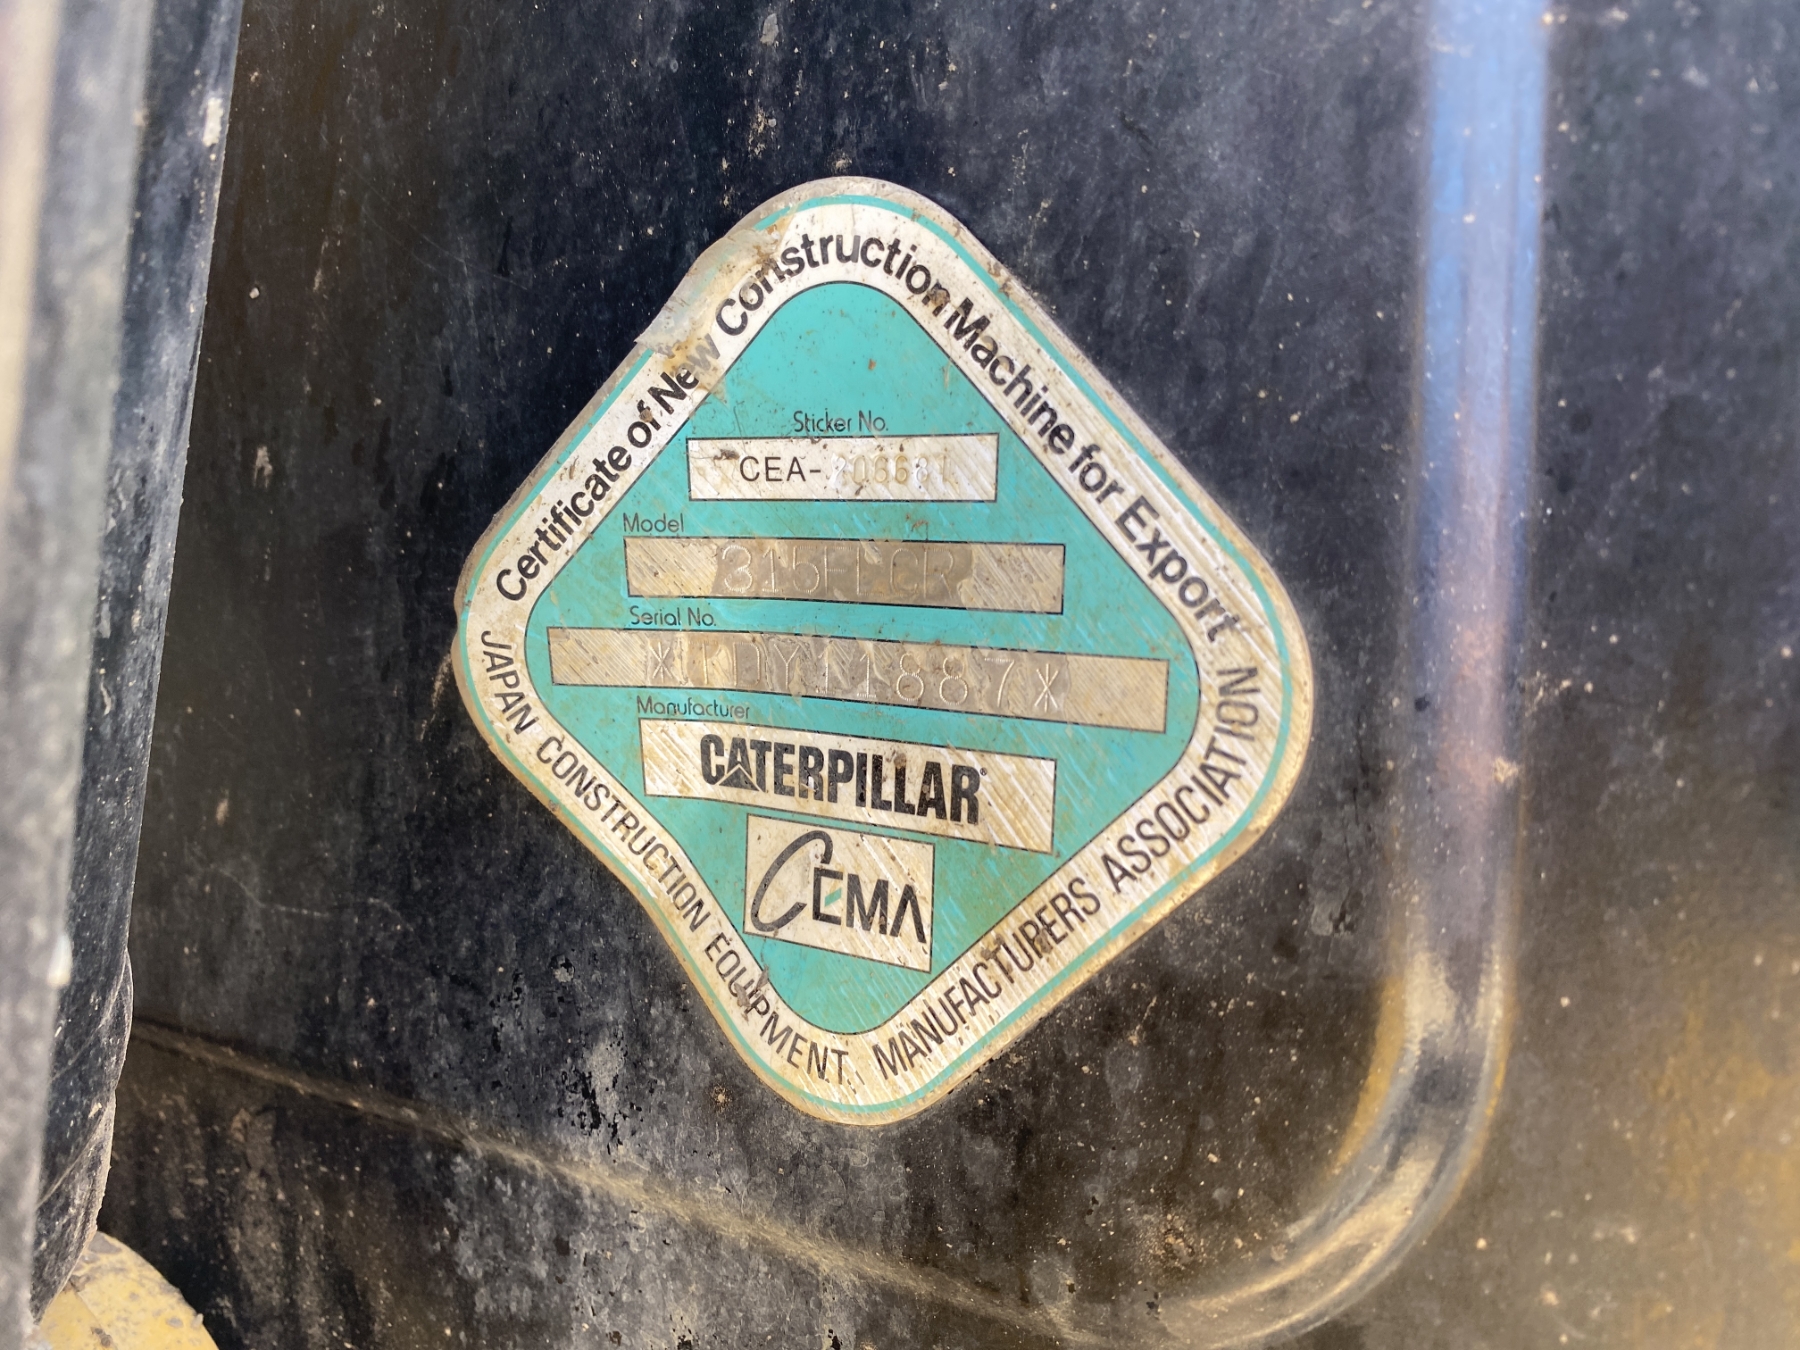 Certificate of New Construction Machine for Export
Sticker No.
CEA-
Model
315FLCR
Serial No.
Manufacturer
CATERPILLAR®
CEMA
JAPAN CONSTRUCTION EQUIPMENT MANUFACTURERS ASSOCIATION